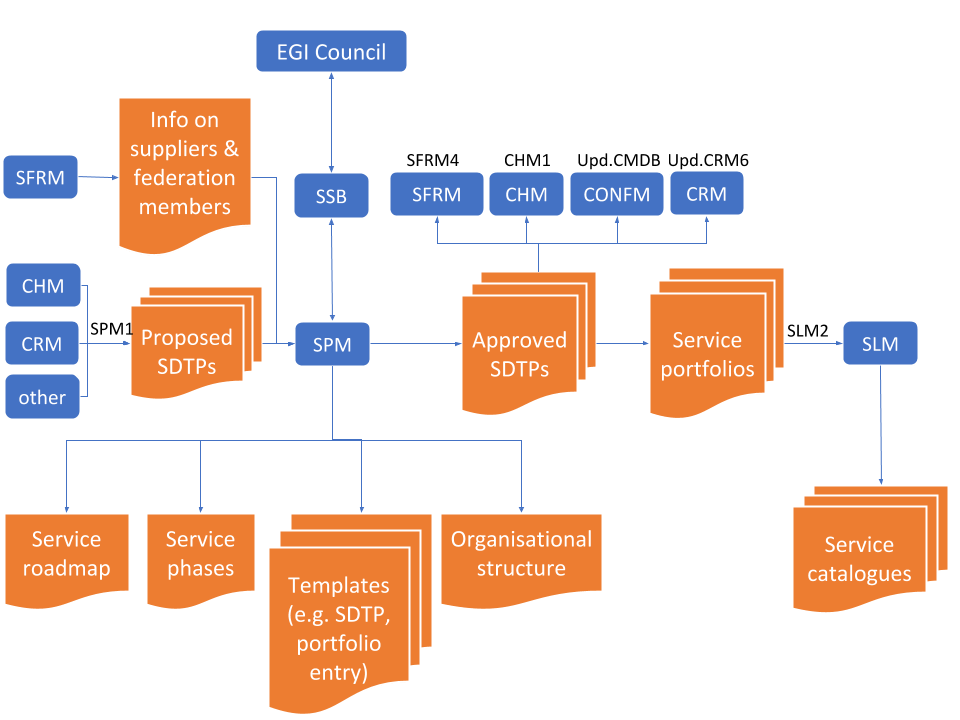 EGI Council
Info on
suppliers &
federation
members
SFRM
SSB
SFRM4
CHM1
Upd.CMDB
Upd.CRM6
SFRM
CHM
CONFM
CRM
CHM
CRM
other
SPM1
Proposed
SDTPs
SPM
Approved
SDTPs
Service
portfolios
SLM2
SLM
Service
roadmap
Service
phases
Templates
(e.g. SDTP,
portfolio
entry)
Organisational
structure
Service
catalogues